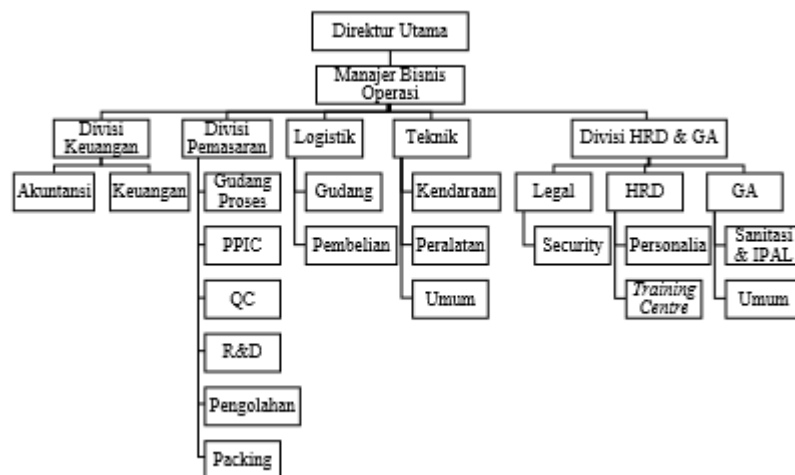 Direktur Utama
Manajer Bisnis
Operasi
Divisi
Keuangan
Divisi
Pemasaran
Logistik
Teknik
Divisi HRD & GA
Akuntansi
Keuangan
Gudang
Proses
Gudang
Kendaraan
Legal
HRD
GA
PPIC
Pembelian
Peralatan
Security
Personalia
Sanitasi
& IPAL
QC
Umum
Training
Centre
Umum
R&D
Pengolahan
Packing